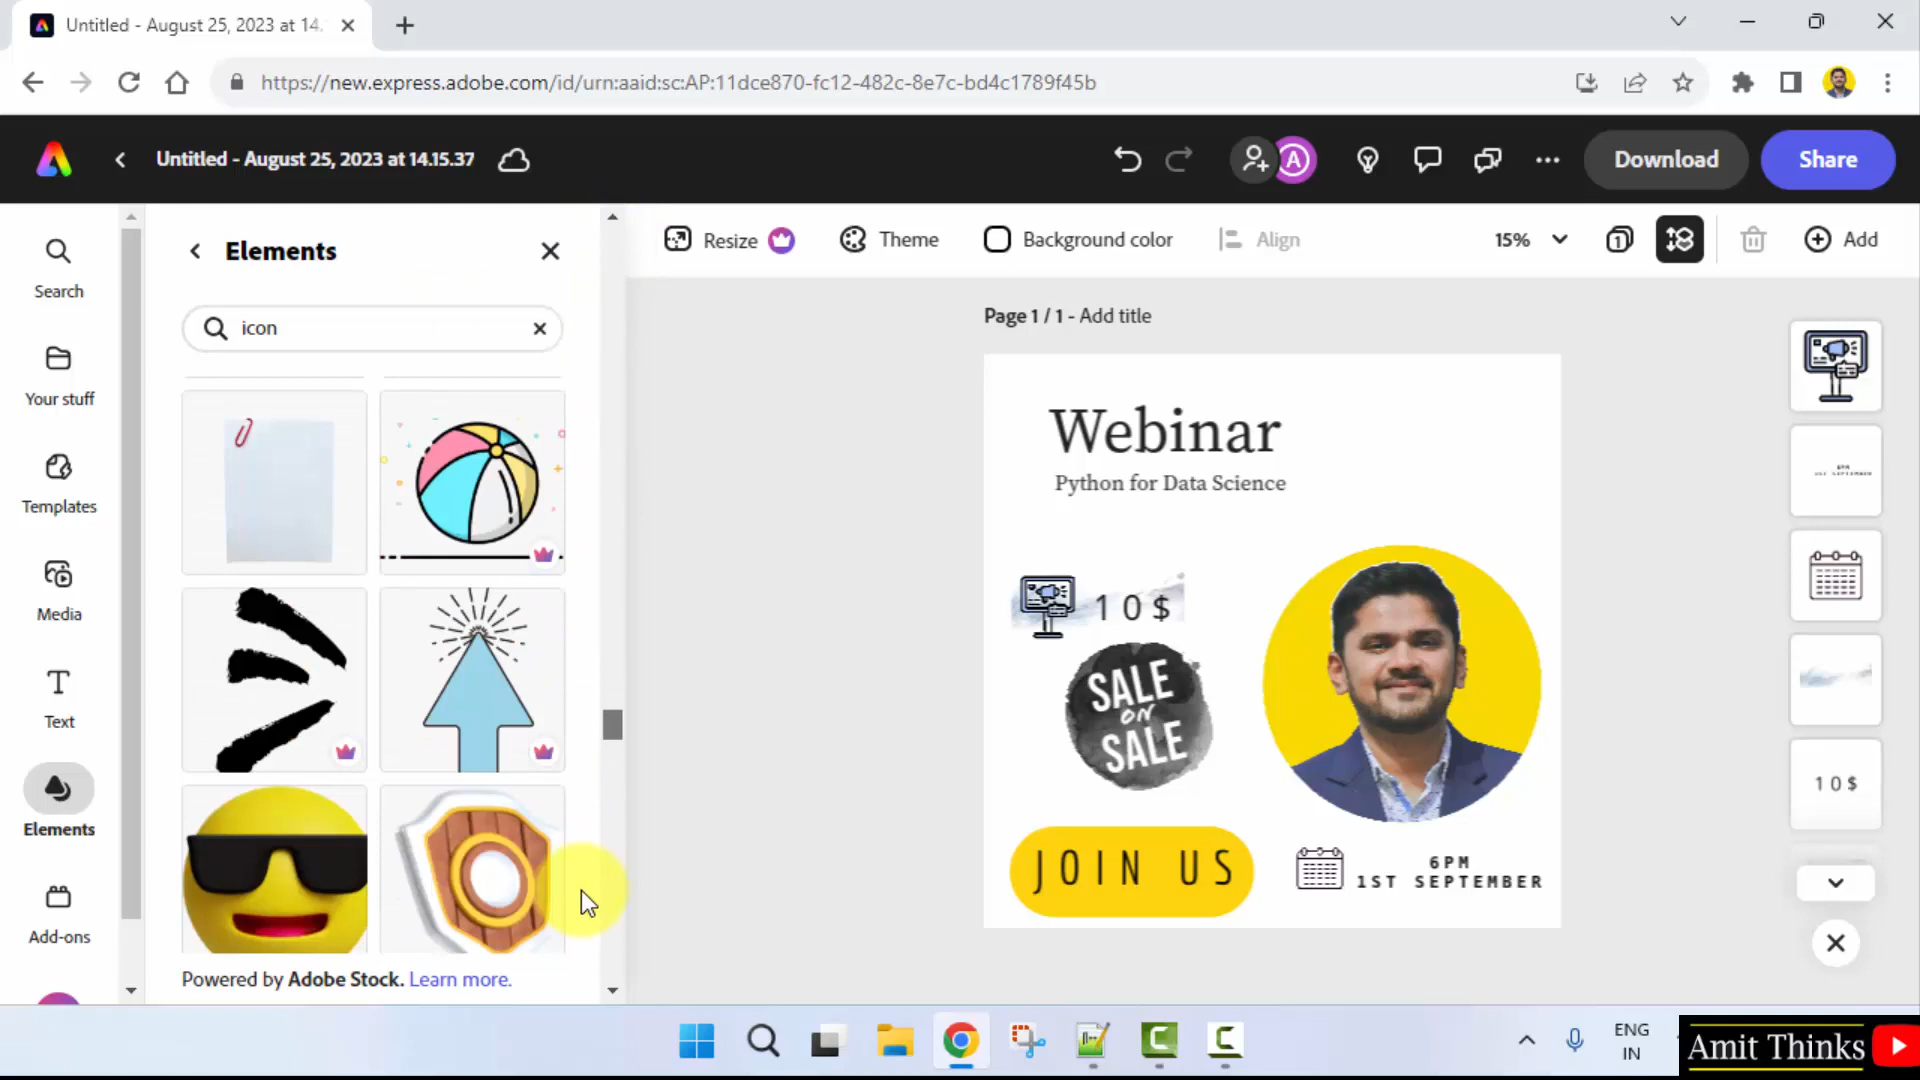 Untitled - August 25, 2023 at 14.
https://new.express.adobe.com/id/urn:aaid:sc:AP:11dce870-fc12-482c-8e7c-bd4c1789f45b
Untitled - August 25, 2023 at 14.15.37
A
Download
Share
Search
Your stuff
Templates
Media
Text
Elements
Add-ons
Elements
icon
Powered by Adobe Stock. Learn more.
Resize
Theme
Background color
Align
15%
1
Add
Page 1 / 1 - Add title
Webinar
Python for Data Science
10$
SALE
ON
SALE
JOIN US
6PM
1ST SEPTEMBER
6PM
1ST SEPTEMBER
10$
ENG
IN
Amit Thinks